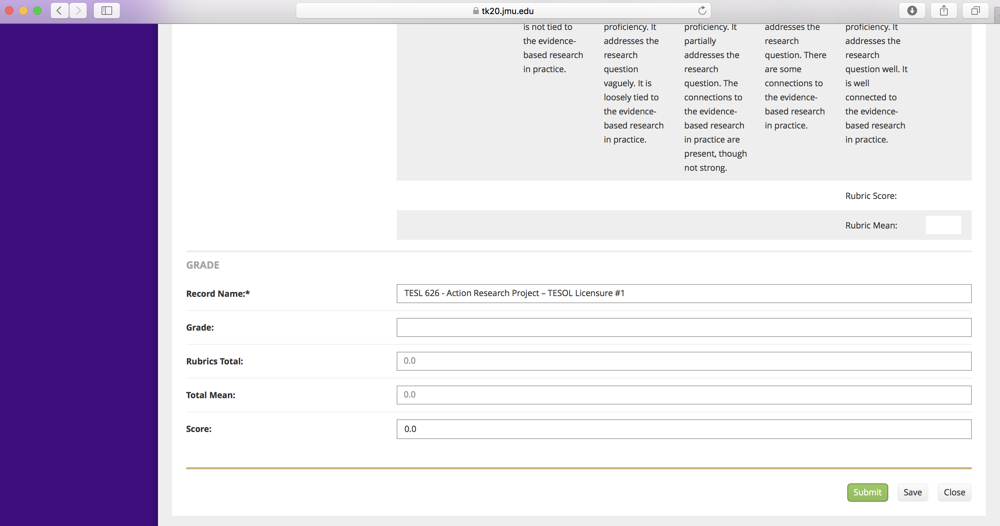 tk20.jmu.edu
is not tied to
the evidence-
based research
in practice.
proficiency. It
addresses the
research
question
vaguely. It is
loosely tied to
the evidence-
based research
in practice.
proficiency. It
partially
addresses the
research
question. The
connections to
the evidence-
based research
in practice are
present, though
not strong.
addresses the
research
question. There
are some
connections to
the evidence-
based research
in practice.
proficiency. It
addresses the
research
question well. It
is well
connected to
the evidence-
based research
in practice.
Rubric Score:
Rubric Mean:
GRADE
Record Name:* TESL 626 - Action Research Project – TESOL Licensure #1
Grade:
Rubrics Total: 0.0
Total Mean: 0.0
Score: 0.0
Submit Save Close